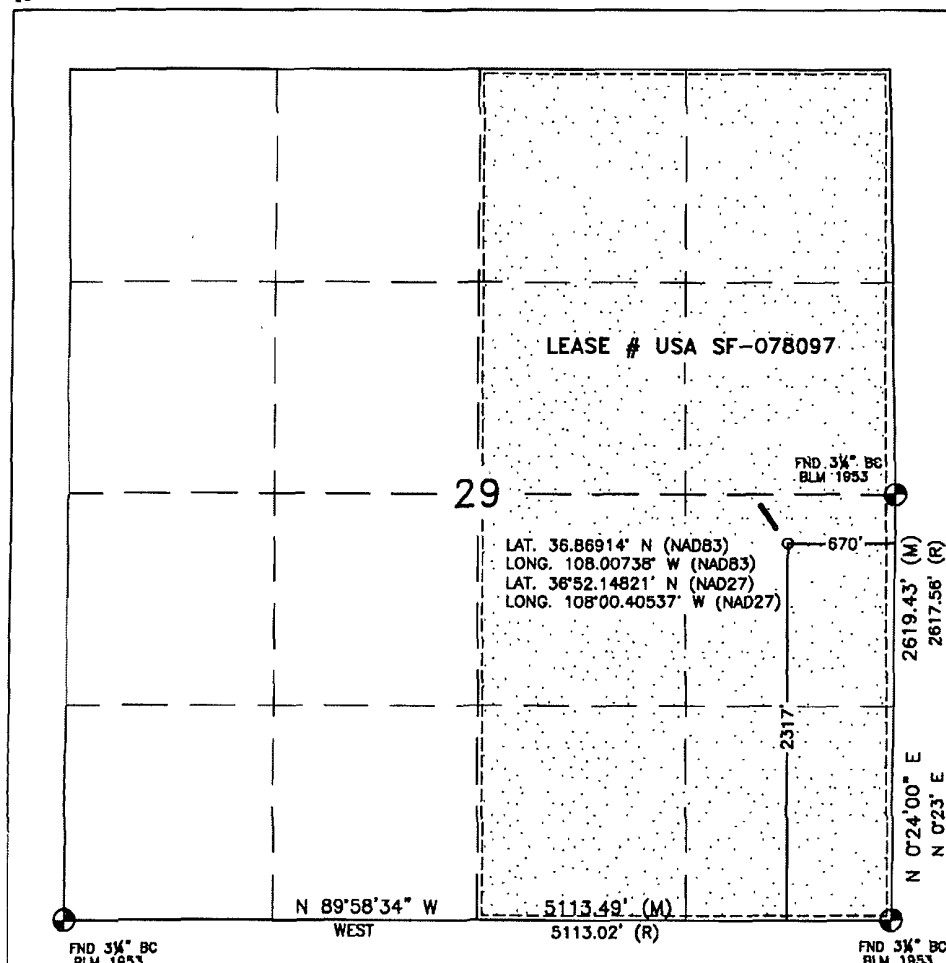 LEASE # USA SF-078097
FND 3¼" BC
BLM 1953
29
LAT. 36.86914° N (NAD83)
LONG. 108.00738° W (NAD83)
LAT. 36°52.14821' N (NAD27)
LONG. 108°00.40537' W (NAD27)
670'
2619.43' (M)
2617.56' (R)
2317'
N 0°24'00" E
N 0°23' E
N 89°58'34" W
5113.49' (M)
WEST
5113.02' (R)
FND 3¼" BC
BLM 1953
FND 3¼" BC
BLM 1953